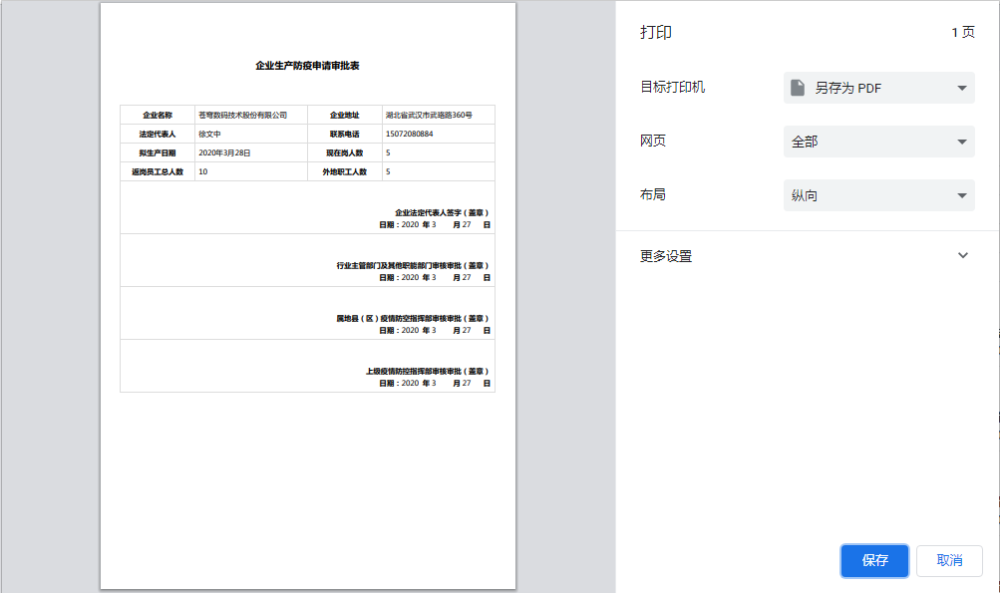 企业生产防疫申请审批表
企业名称 苍穹数码技术股份有限公司 企业地址 湖北省武汉市武珞路360号
法定代表人 徐文中 联系电话 15072080884
拟生产日期 2020年3月28日 现在岗人数 5
返岗员工总人数 10 外地职工人数 5
企业法定代表人签字（盖章）
日期：2020 年 3 月 27 日
行业主管部门及其他职能部门审核审批（盖章）
日期：2020 年 3 月 27 日
属地县（区）疫情防空指挥部审核审批（盖章）
日期：2020 年 3 月 27 日
上级疫情防控指挥部审核审批（盖章）
日期：2020 年 3 月 27 日
打印 1 页
目标打印机 另存为 PDF
网页 全部
布局 纵向
更多设置
保存 取消